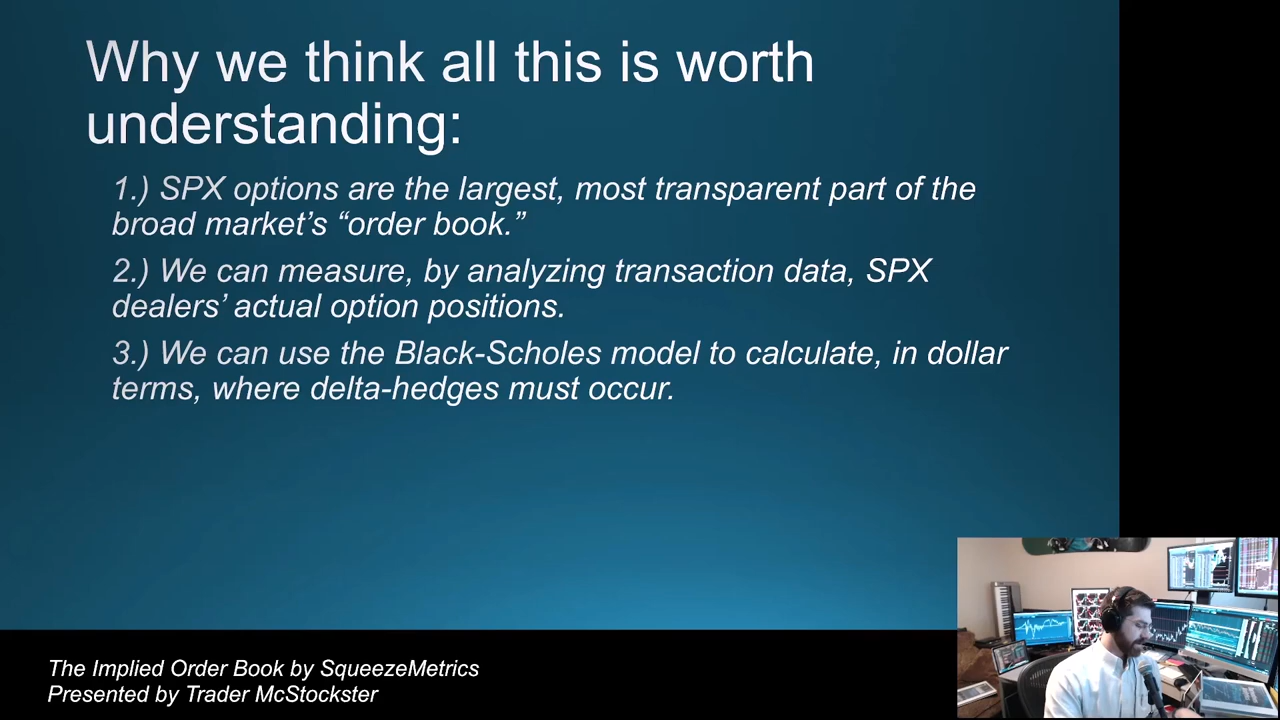 Why we think all this is worth
understanding:
1.) SPX options are the largest, most transparent part of the
broad market’s “order book.”
2.) We can measure, by analyzing transaction data, SPX
dealers’ actual option positions.
3.) We can use the Black-Scholes model to calculate, in dollar
terms, where delta-hedges must occur.
The Implied Order Book by SqueezeMetrics
Presented by Trader McStockster